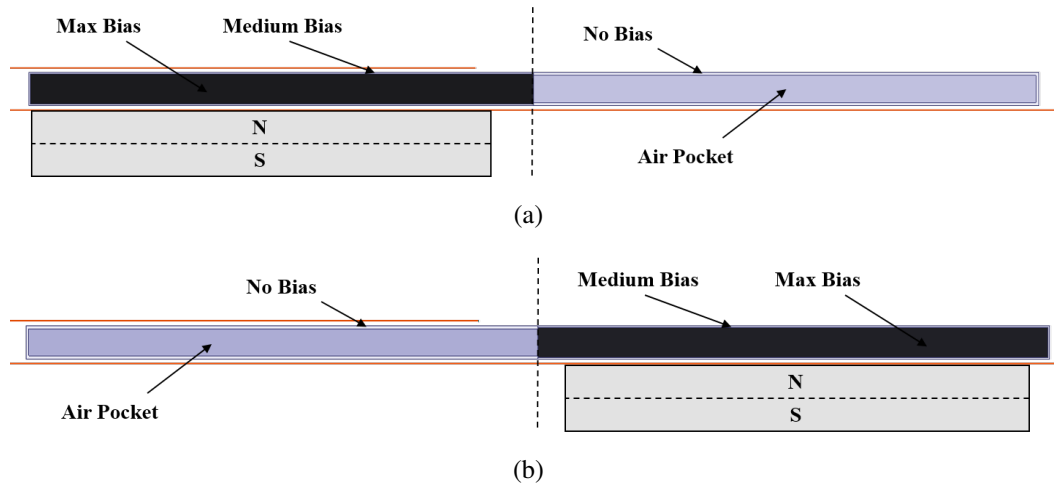 Max Bias
Medium Bias
No Bias
N
S
Air Pocket
(a)
No Bias
Medium Bias
Max Bias
Air Pocket
N
S
(b)